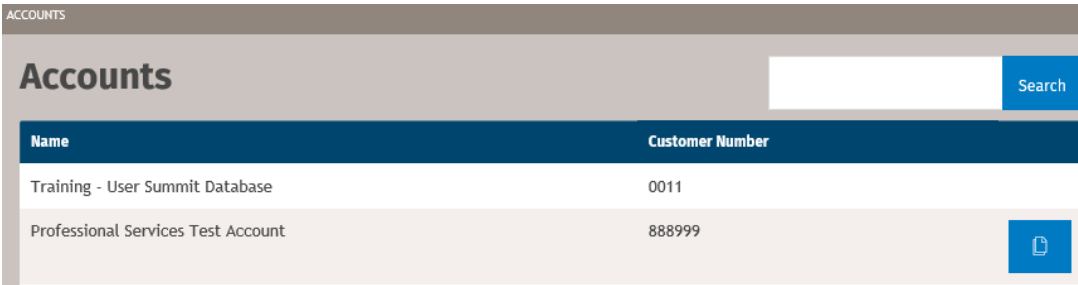 ACCOUNTS
Accounts
Search
Name Customer Number
Training - User Summit Database 0011
Professional Services Test Account 888999